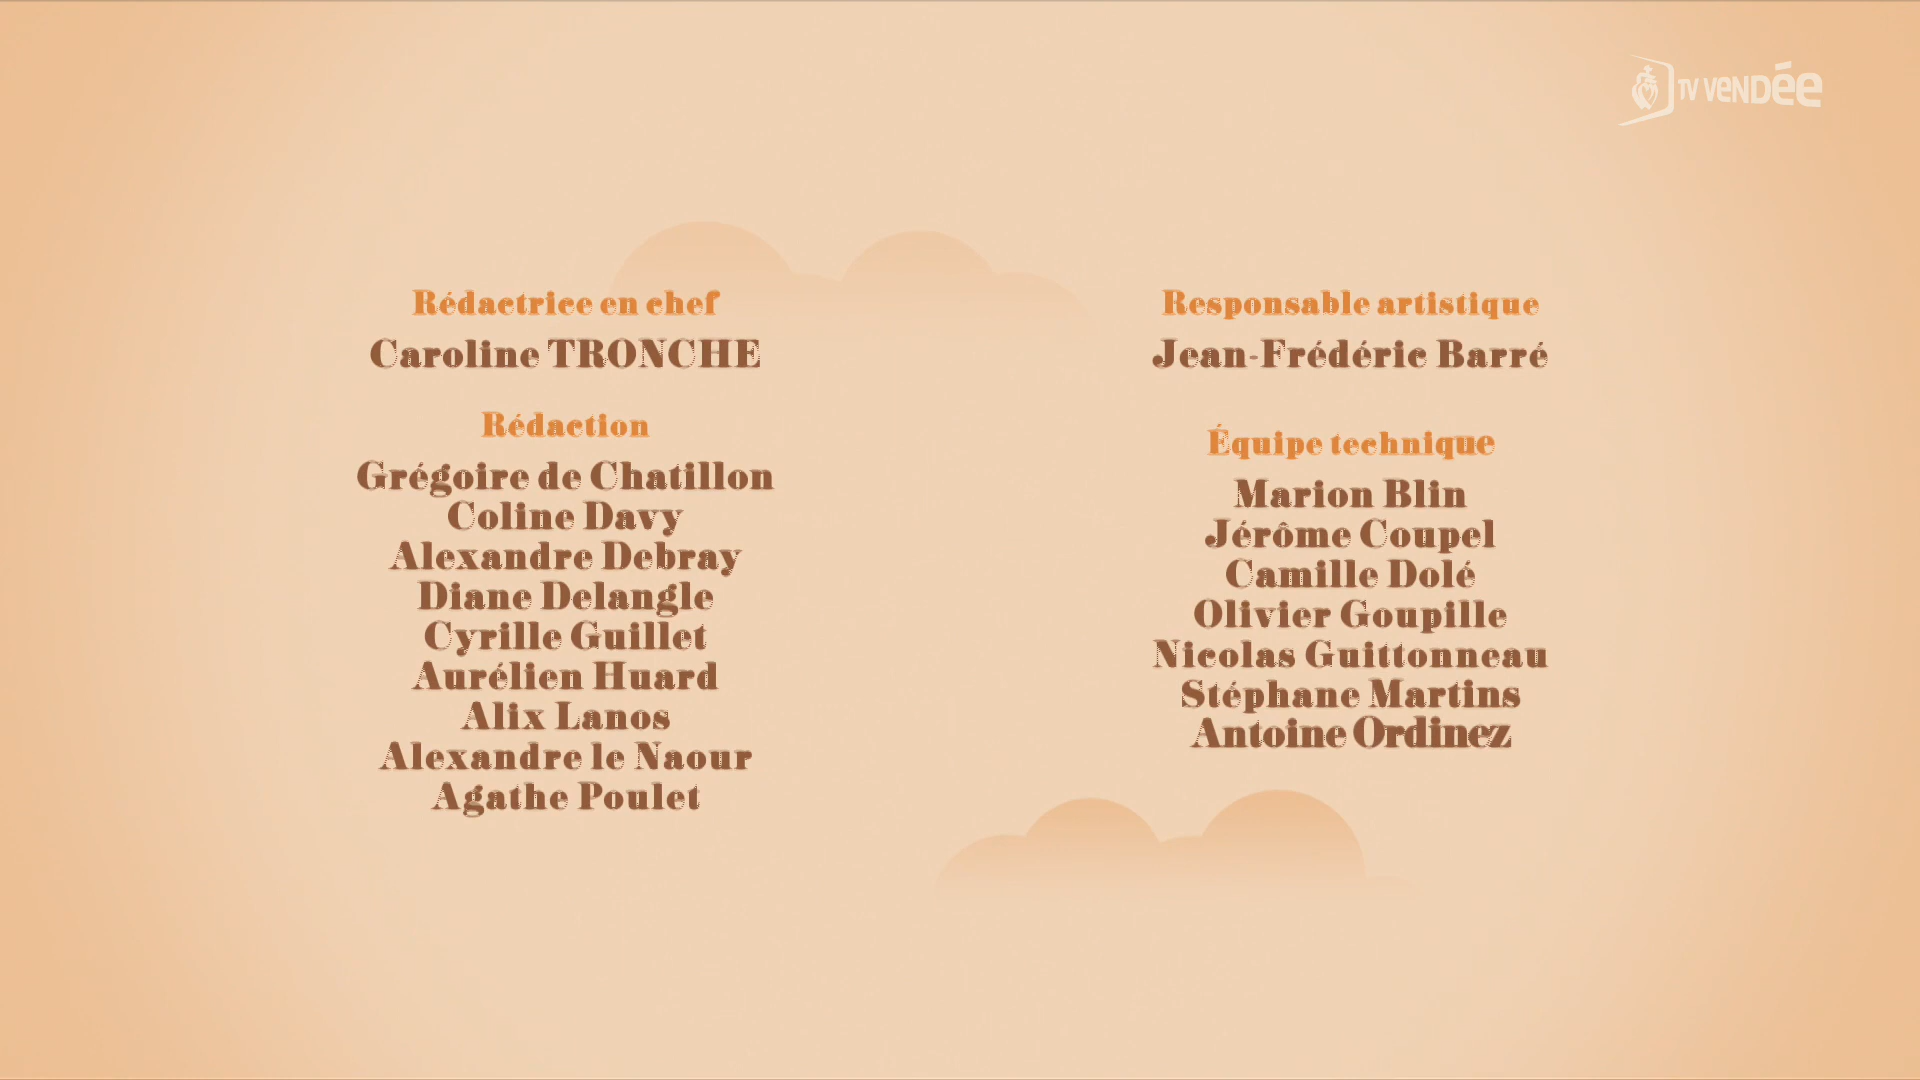 TV VENDÉE
Rédactrice en chef
Caroline TRONCHE
Rédaction
Grégoire de Chatillon
Coline Davy
Alexandre Debray
Diane Delangle
Cyrille Guillet
Aurélien Huard
Alix Lanos
Alexandre le Naour
Agathe Poulet
Responsable artistique
Jean-Frédéric Barré
Équipe technique
Marion Blin
Jérôme Coupel
Camille Dolé
Olivier Goupille
Nicolas Guittonneau
Stéphane Martins
Antoine Ordinez